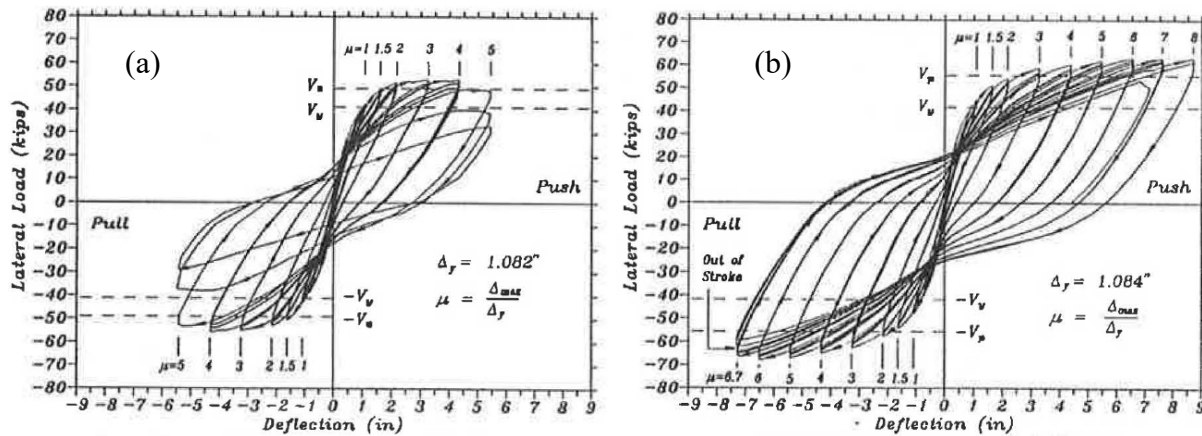 (a)
μ=1 1.5 2 3 4 5
V_u
V_y
Push
Pull
Δ_y = 1.082"
μ = Δ_max / Δ_y
-V_y
-V_u
μ=5 4 3 2 1.5 1
80
70
60
50
40
30
20
10
0
-10
-20
-30
-40
-50
-60
-70
-80
Lateral Load (kips)
-9 -8 -7 -6 -5 -4 -3 -2 -1 0 1 2 3 4 5 6 7 8 9
Deflection (in)
(b)
μ=1 1.5 2 3 4 5 6 7 8
V_p
V_y
Push
Pull
Out of
Stroke
Δ_y = 1.084"
μ = Δ_max / Δ_y
-V_y
-V_p
μ=6.7 6 5 4 3 2 1.5 1
80
70
60
50
40
30
20
10
0
-10
-20
-30
-40
-50
-60
-70
-80
Lateral Load (kips)
-9 -8 -7 -6 -5 -4 -3 -2 -1 0 1 2 3 4 5 6 7 8 9
Deflection (in)